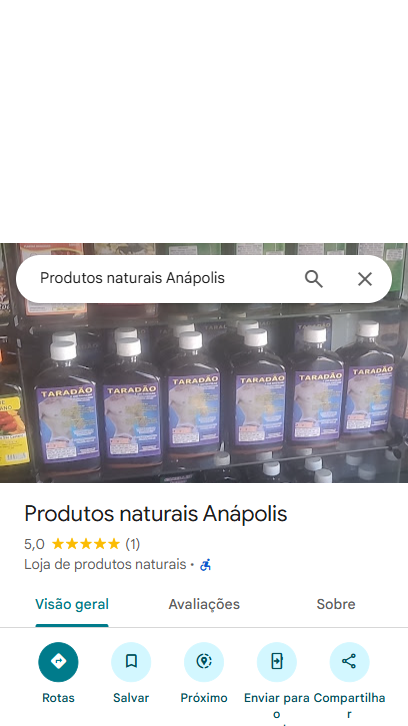 Produtos naturais Anápolis
TARADÃO
TARADÃO
TARADÃO
TARADÃO
TARADÃO
TARADÃO
Produtos naturais Anápolis
5,0 ★★★★★ (1)
Loja de produtos naturais ·
Visão geral Avaliações Sobre
Rotas Salvar Próximo Enviar para o Compartilhar